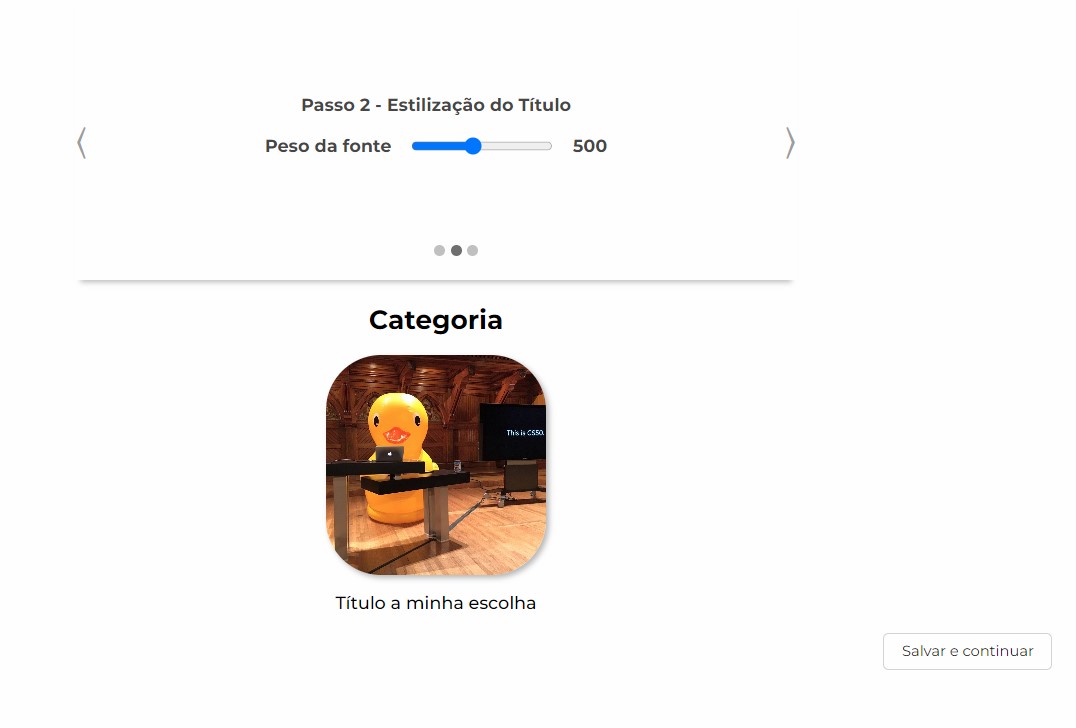 Passo 2 - Estilização do Título
Peso da fonte 500
Categoria
This is CS50.
Título a minha escolha
Salvar e continuar